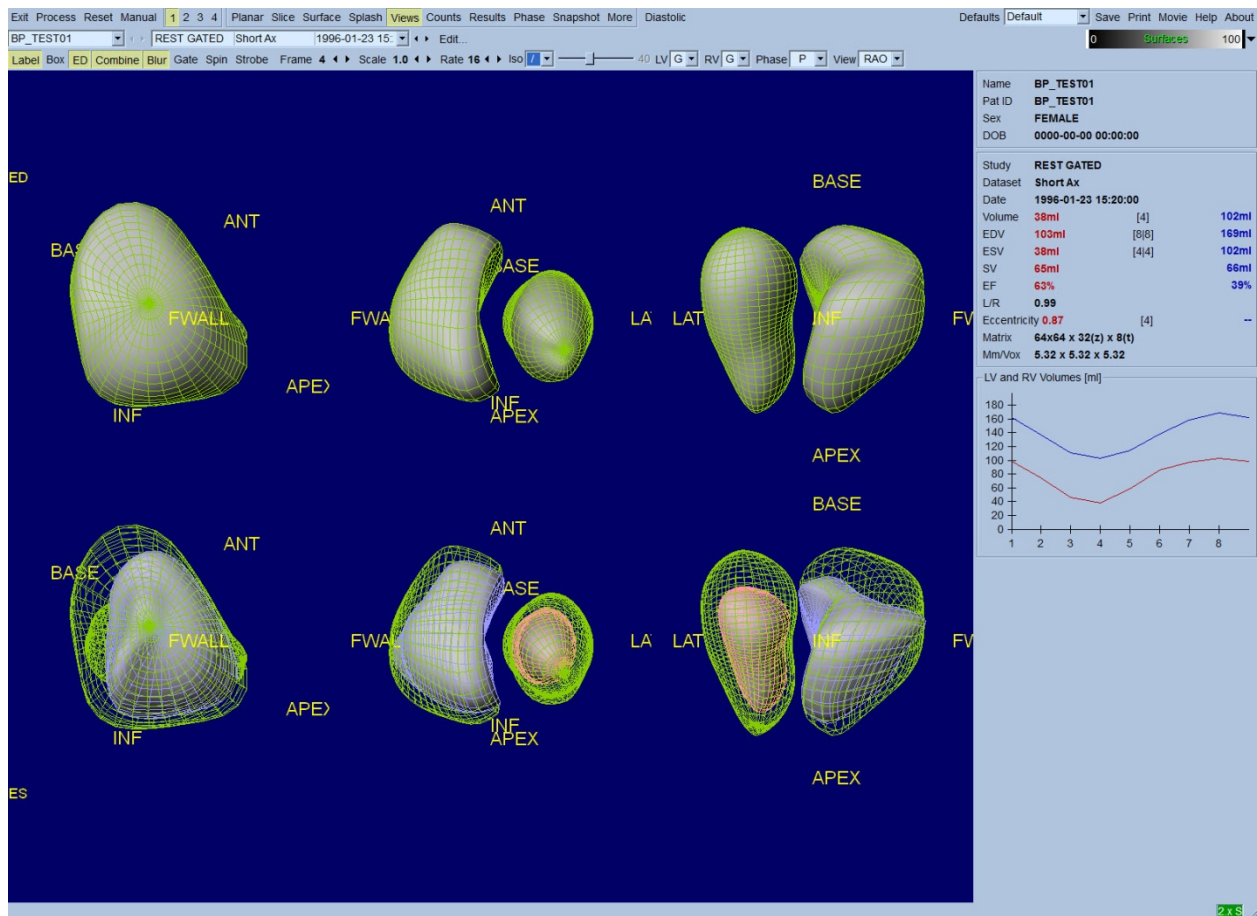 Exit Process Reset Manual 1 2 3 4 Planar Slice Surface Splash Views Counts Results Phase Snapshot More Diastolic Defaults Default Save Print Movie Help About
BP_TEST01 REST GATED Short Ax 1996-01-23 15: Edit... 0 Surfaces 100
Label Box ED Combine Blur Gate Spin Strobe Frame 4 Scale 1.0 Rate 16 Iso / 40 LV G RV G Phase P View RAO
Name BP_TEST01
Pat ID BP_TEST01
Sex FEMALE
DOB 0000-00-00 00:00:00
Study REST GATED
Dataset Short Ax
Date 1996-01-23 15:20:00
Volume 38ml [4] 102ml
EDV 103ml [8|8] 169ml
ESV 38ml [4|4] 102ml
SV 65ml 66ml
EF 63% 39%
L/R 0.99
Eccentricity 0.87 [4] --
Matrix 64x64 x 32(z) x 8(t)
Mm/Vox 5.32 x 5.32 x 5.32
LV and RV Volumes [ml]
180
160
140
120
100
80
60
40
20
0
1 2 3 4 5 6 7 8
ED
BASE
ANT
ANT
BAS
BASE
FWALL
FWA
LA
LAT
INF
FW
APEX
INF
INF
APEX
APEX
BASE
ANT
ANT
BASE
BASE
FWALL
FWAL
LA
LAT
INF
FW
APEX
INF
INF
APEX
APEX
ES
2 x S